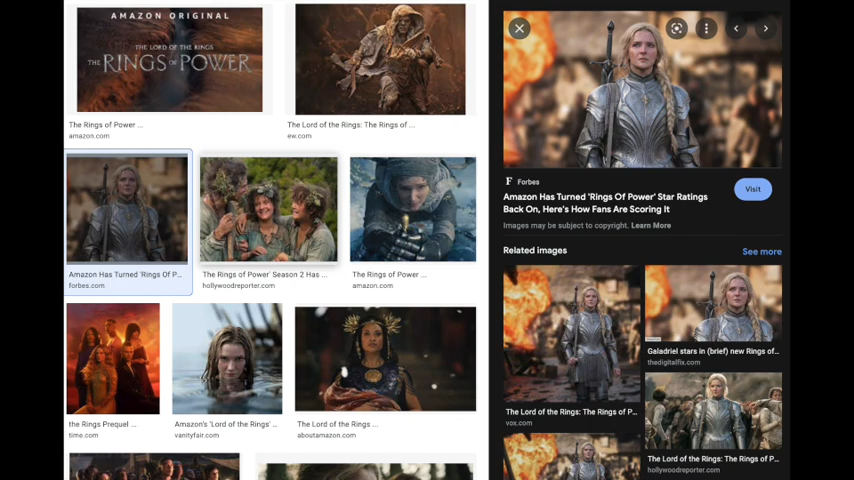 AMAZON ORIGINAL
THE LORD OF THE RINGS
THE RINGS OF POWER
The Rings of Power ...
amazon.com
The Lord of the Rings: The Rings of ...
ew.com
Amazon Has Turned 'Rings Of P...
forbes.com
The Rings of Power' Season 2 Has ...
hollywoodreporter.com
The Rings of Power ...
amazon.com
the Rings Prequel ...
time.com
Amazon's 'Lord of the Rings' ...
vanityfair.com
The Lord of the Rings ...
aboutamazon.com
F Forbes
Amazon Has Turned 'Rings Of Power' Star Ratings
Back On, Here's How Fans Are Scoring It
Visit
Images may be subject to copyright. Learn More
Related images
See more
The Lord of the Rings: The Rings of P...
vox.com
Galadriel stars in (brief) new Rings of...
thedigitalfix.com
The Lord of the Rings: The Rings of P...
hollywoodreporter.com